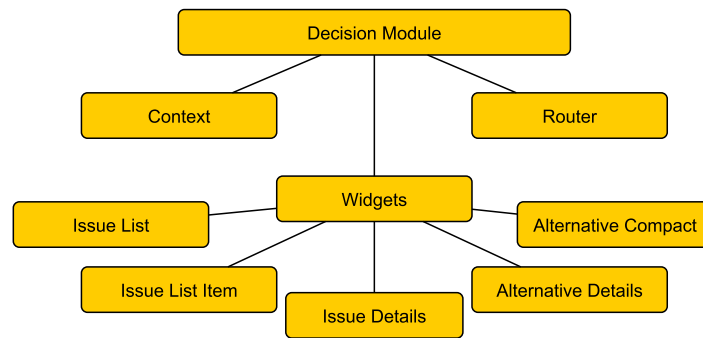 Decision Module
Context
Router
Widgets
Issue List
Alternative Compact
Issue List Item
Alternative Details
Issue Details